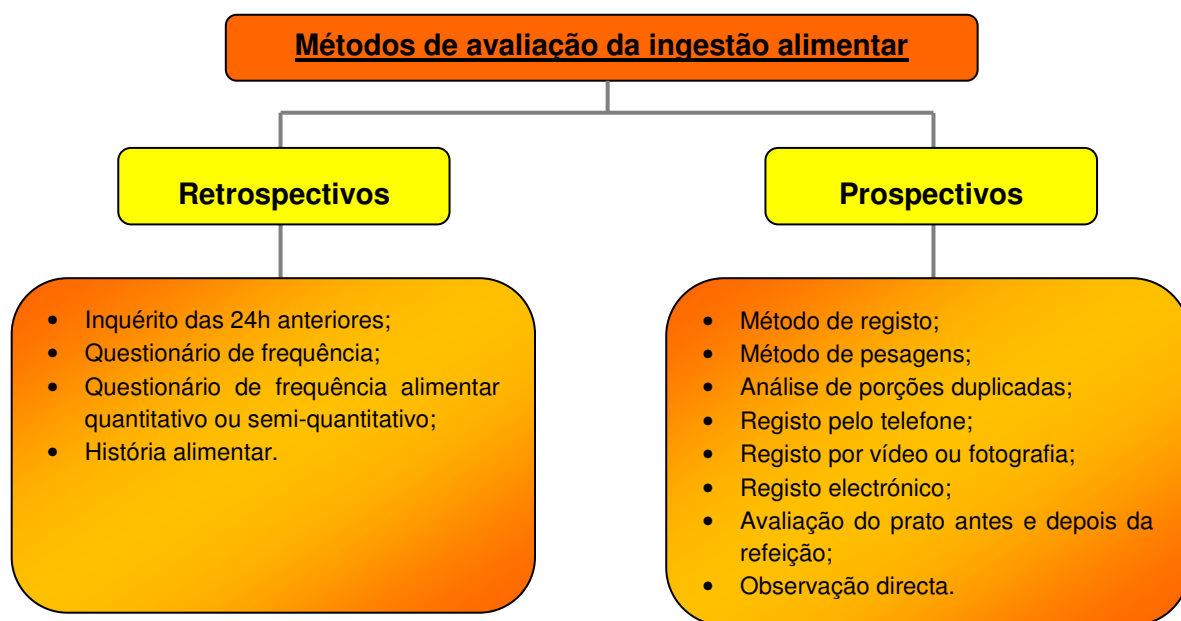 Métodos de avaliação da ingestão alimentar
Retrospectivos
Prospectivos
• Inquérito das 24h anteriores;
• Questionário de frequência;
• Questionário de frequência alimentar
quantitativo ou semi-quantitativo;
• História alimentar.
• Método de registo;
• Método de pesagens;
• Análise de porções duplicadas;
• Registo pelo telefone;
• Registo por vídeo ou fotografia;
• Registo electrónico;
• Avaliação do prato antes e depois da
refeição;
• Observação directa.